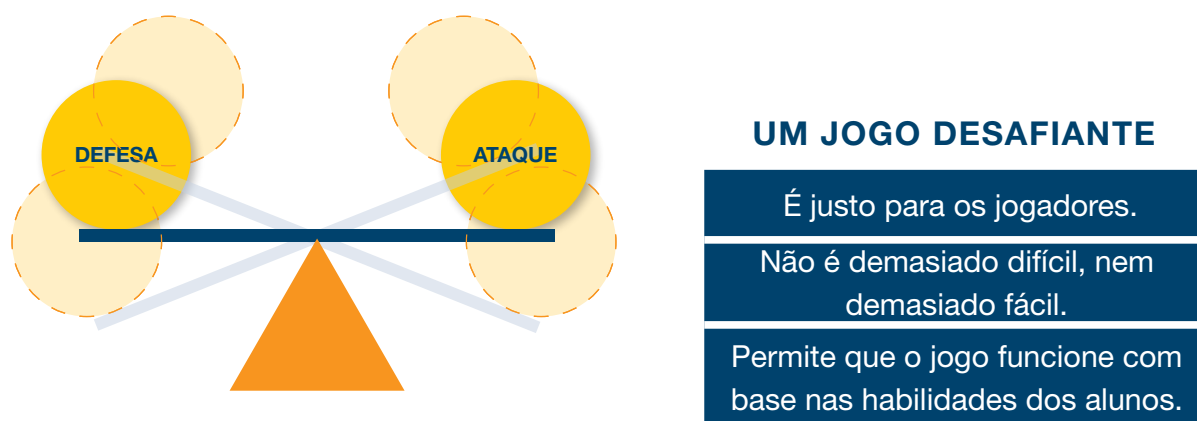 DEFESA
ATAQUE
UM JOGO DESAFIANTE
É justo para os jogadores.
Não é demasiado difícil, nem
demasiado fácil.
Permite que o jogo funcione com
base nas habilidades dos alunos.